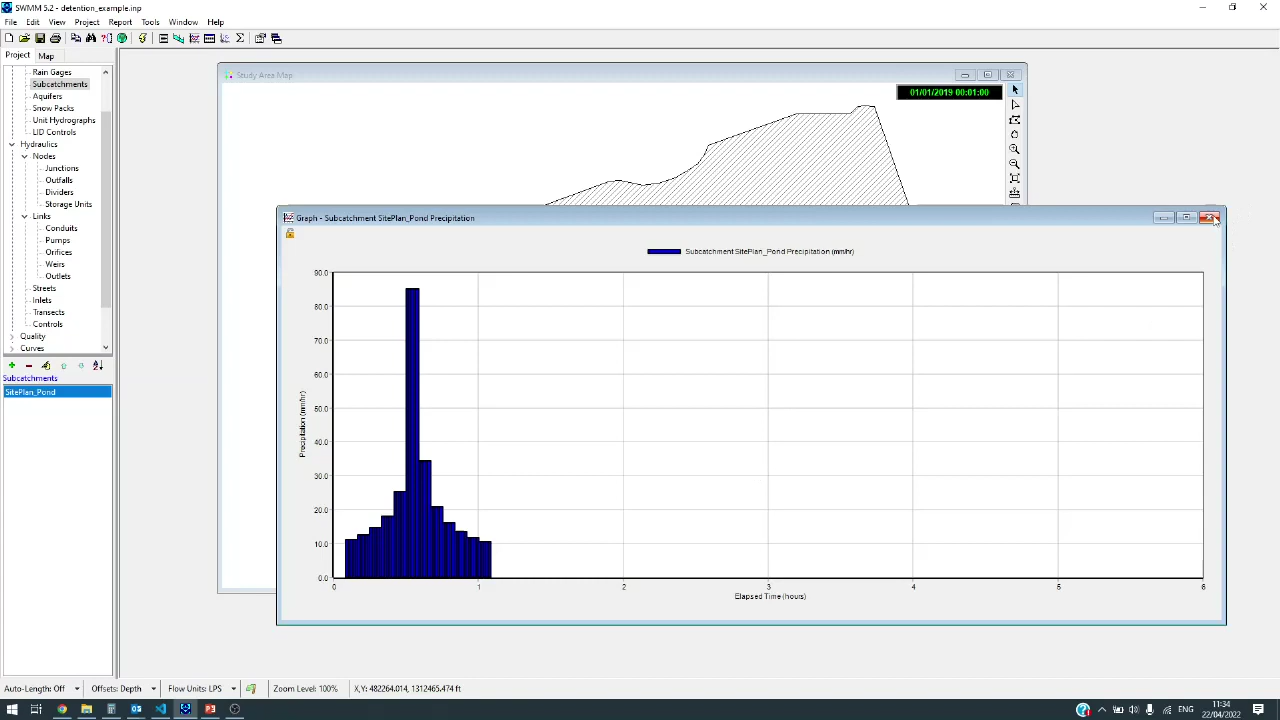 SWMM 5.2 - detention_example.inp
File Edit View Project Report Tools Window Help
Project Map
Rain Gages
Subcatchments
Aquifers
Snow Packs
Unit Hydrographs
LID Controls
Hydraulics
Nodes
Junctions
Outfalls
Dividers
Storage Units
Links
Conduits
Pumps
Orifices
Weirs
Outlets
Streets
Inlets
Transects
Controls
Quality
Curves
Subcatchments
SitePlan_Pond
Study Area Map
01/01/2019 00:01:00
Graph - Subcatchment SitePlan_Pond Precipitation
Subcatchment SitePlan_Pond Precipitation (mm/hr)
90.0
80.0
70.0
60.0
50.0
40.0
30.0
20.0
10.0
0.0
Precipitation (mm/hr)
0 1 2 3 4 5 6
Elapsed Time (hours)
Auto-Length: Off Offsets: Depth Flow Units: LPS Zoom Level: 100% X,Y: 482264.014, 1312465.474 ft
ENG 11:34
22/04/2022